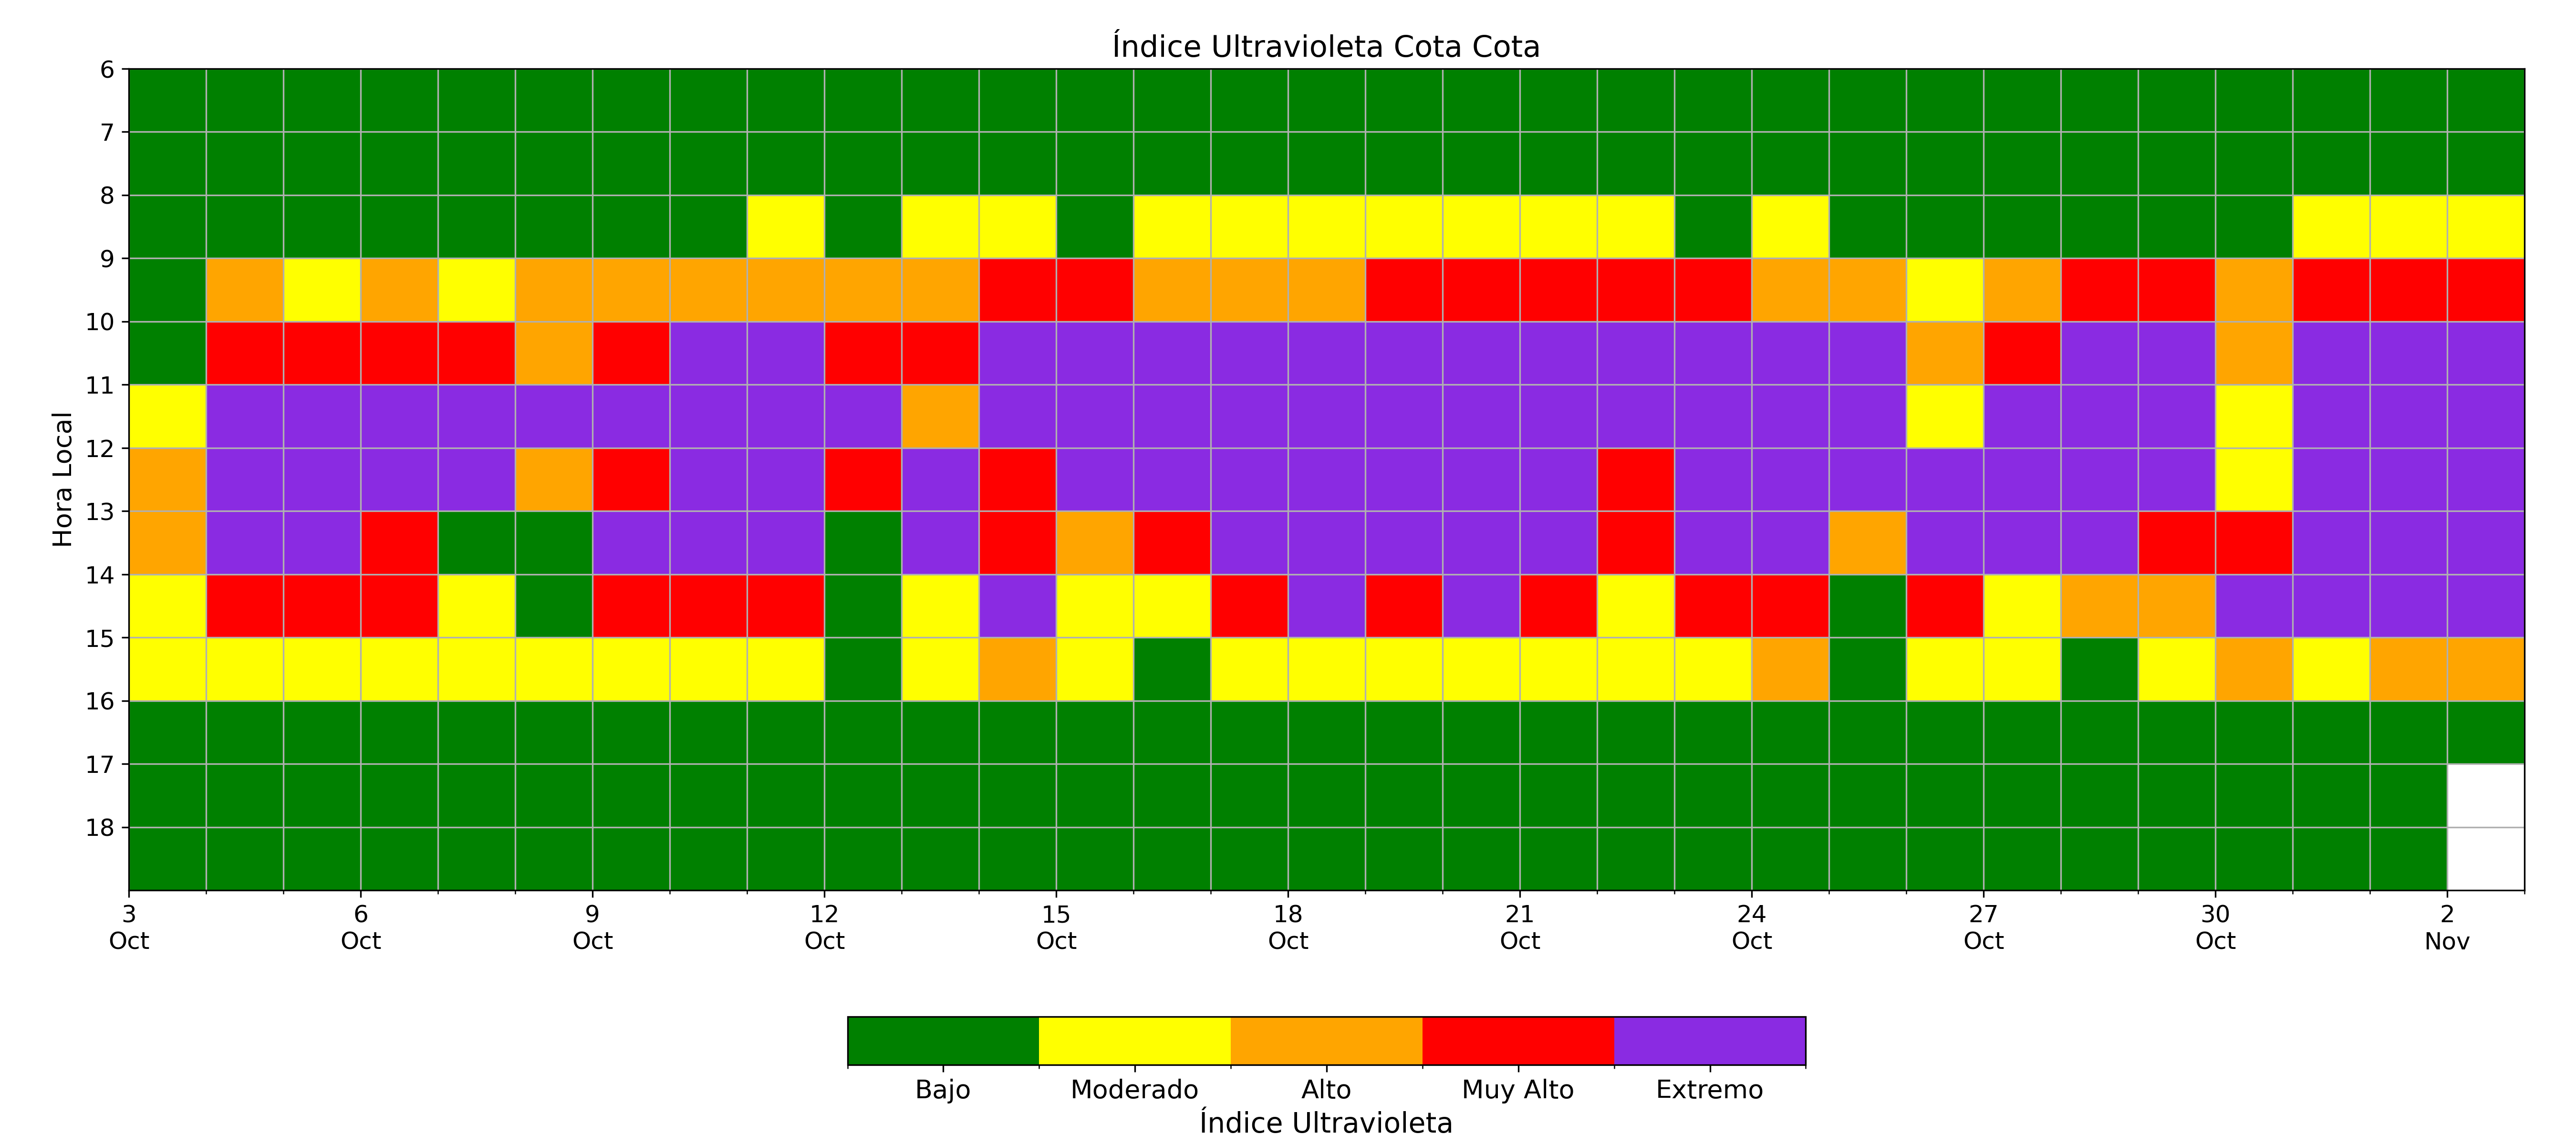 Índice Ultravioleta Cota Cota
Hora Local
6
7
8
9
10
11
12
13
14
15
16
17
18
3 6 9 12 15 18 21 24 27 30 2
Oct Oct Oct Oct Oct Oct Oct Oct Oct Oct Nov
Bajo Moderado Alto Muy Alto Extremo
Índice Ultravioleta